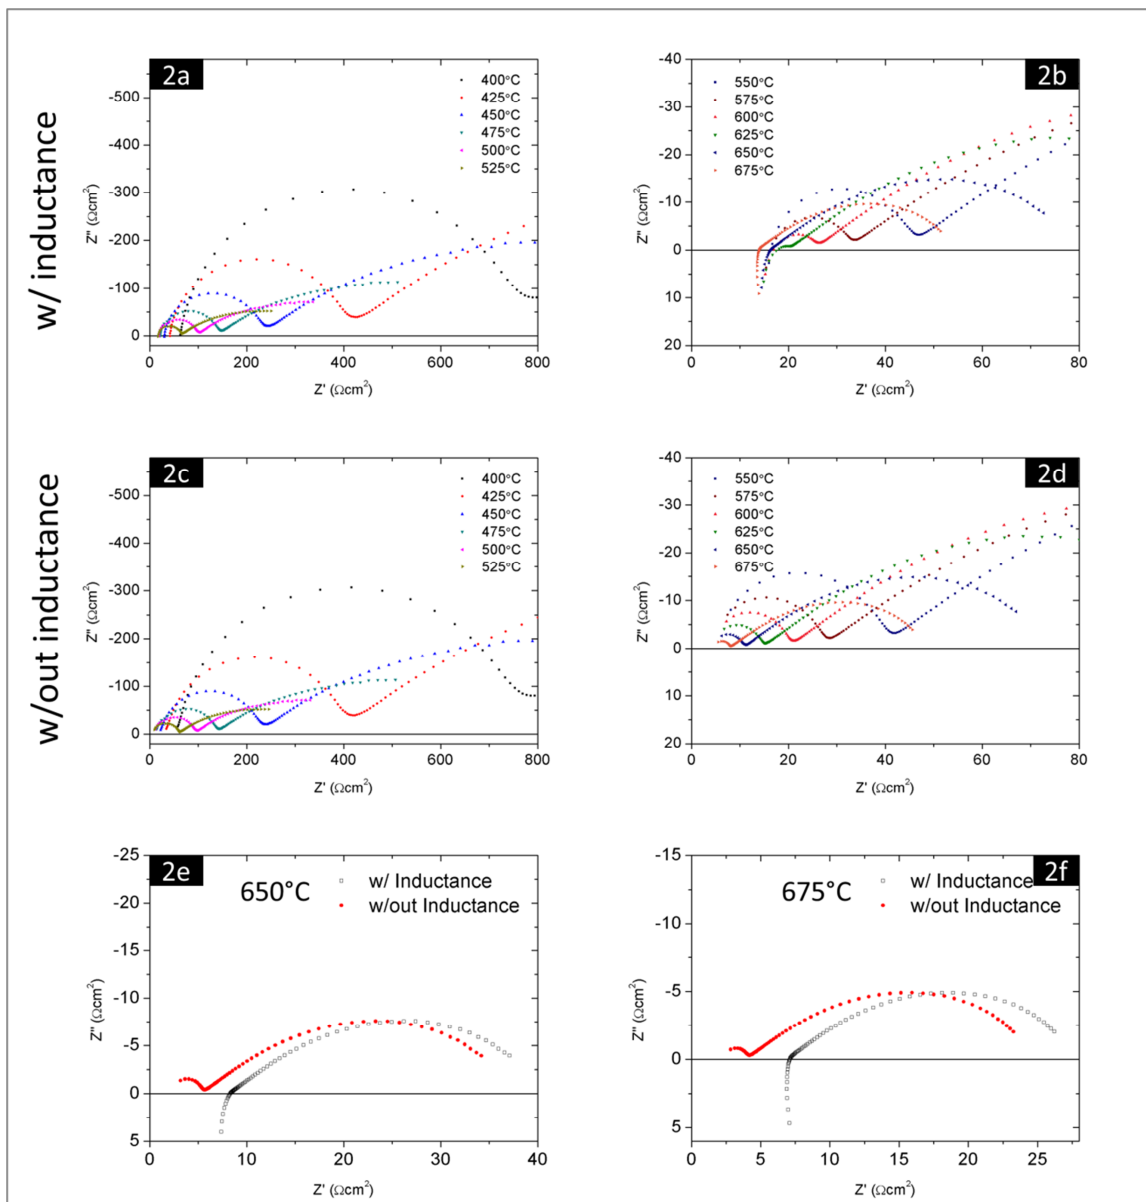 w/ inductance
2a
400°C
425°C
450°C
475°C
500°C
525°C
-500
-400
-300
-200
-100
0
Z" (Ωcm²)
0
200
400
600
800
Z' (Ωcm²)
2b
550°C
575°C
600°C
625°C
650°C
675°C
-40
-30
-20
-10
0
10
20
Z" (Ωcm²)
0
20
40
60
80
Z' (Ωcm²)
w/out inductance
2c
400°C
425°C
450°C
475°C
500°C
525°C
-500
-400
-300
-200
-100
0
Z" (Ωcm²)
0
200
400
600
800
Z' (Ωcm²)
2d
550°C
575°C
600°C
625°C
650°C
675°C
-40
-30
-20
-10
0
10
20
Z" (Ωcm²)
0
20
40
60
80
Z' (Ωcm²)
2e
650°C
w/ Inductance
w/out Inductance
-25
-20
-15
-10
-5
0
5
Z" (Ωcm²)
0
10
20
30
40
Z' (Ωcm²)
2f
675°C
w/ Inductance
w/out Inductance
-15
-10
-5
0
5
Z" (Ωcm²)
0
5
10
15
20
25
Z' (Ωcm²)